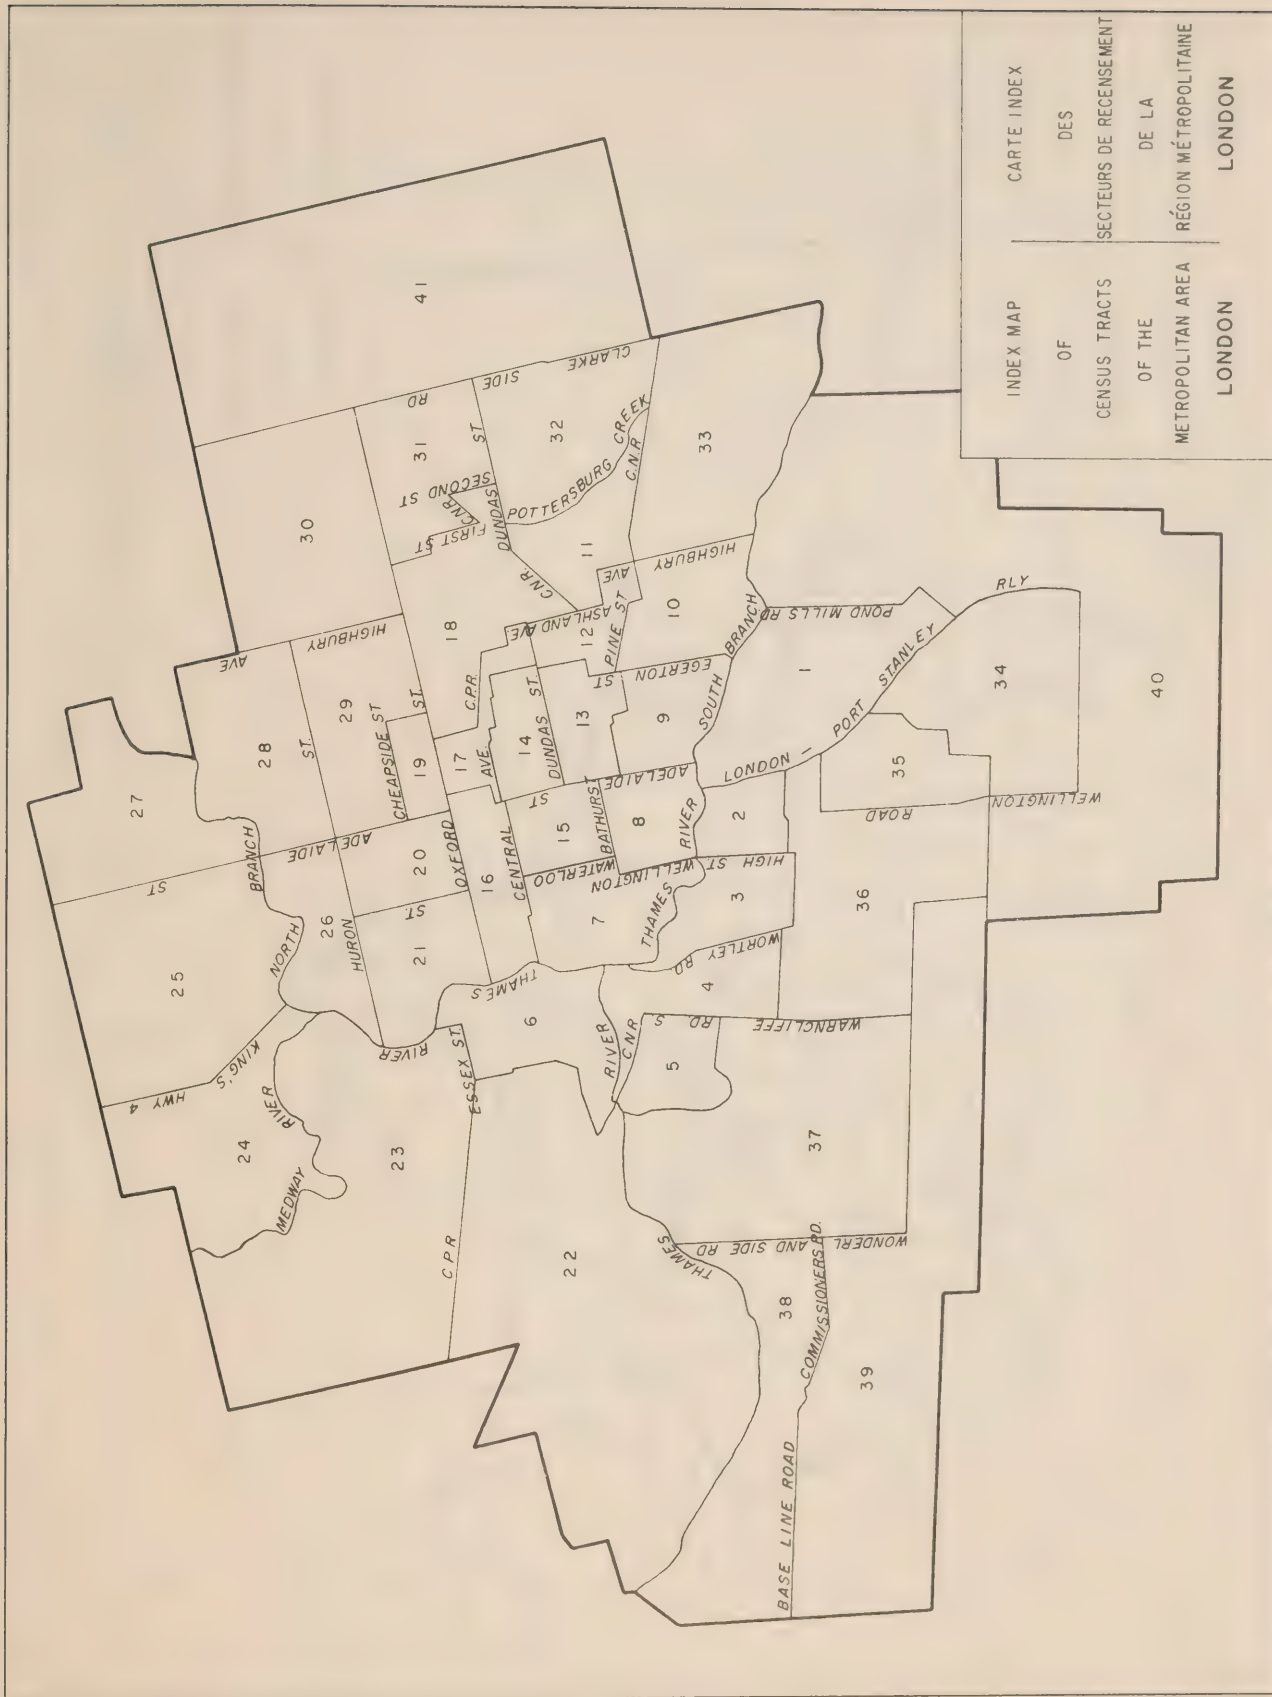 INDEX MAP
OF
CENSUS TRACTS
OF THE
METROPOLITAN AREA
LONDON
CARTE INDEX
DES
SECTEURS DE RECENSEMENT
DE LA
RÉGION MÉTROPOLITAINE
LONDON
27
ST
25
KING'S
HWY 4
24
RIVER
MEDWAY
NORTH
BRANCH
28
AVE
ST.
HIGHBURY
29
CHEAPSIDE ST
ST.
19
ADELAIDE
26
HURON
20
ST.
21
RIVER
23
C P R
ESSEX ST.
30
41
RD
31
ST
SIDE
CLARKE
SECOND ST
C.N.R.
FIRST ST
DUNDAS
32
POTTERSBURG CREEK
C.N.R
33
18
C.N.R.
11
AVE
HIGHBURY
C.P.R.
ASHLAND AVE
12
PINE ST
10
17
AVE.
14
ST.
DUNDAS
13
ST
EGERTON
9
OXFORD
16
CENTRAL
ST
15
BATHURST
ADELAIDE
8
WATERLOO
WELLINGTON
7
THAMES
RIVER
SOUTH
BRANCH
THAMES
6
RIVER
CNR
2
HIGH ST.
3
WORTLEY
RD
4
RD S
WARNCLIFFE
5
22
1
POND MILLS RD
LONDON – PORT STANLEY
RLY
34
35
ROAD
WELLINGTON
40
36
37
THAMES
WONDERL AND SIDE RD
38
COMMISSIONERS RD.
39
BASE LINE ROAD